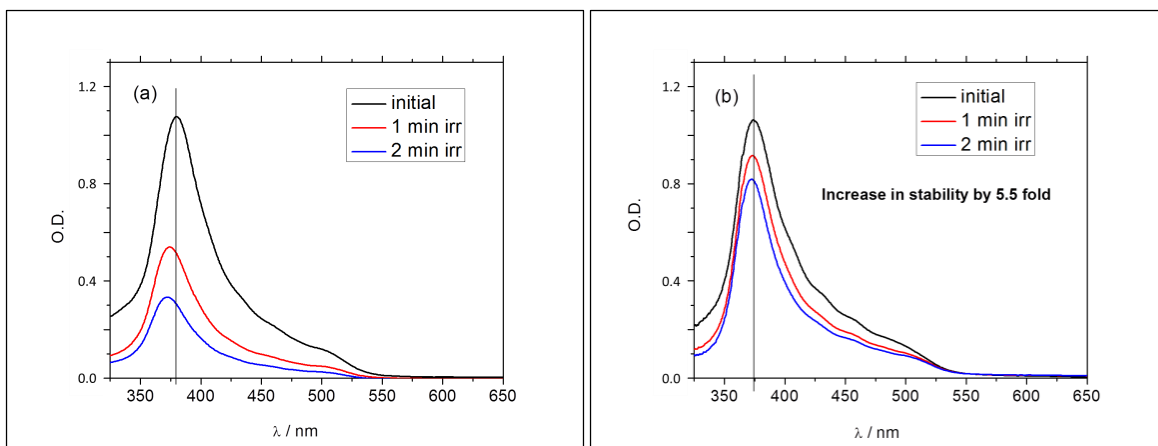 (a)
initial
1 min irr
2 min irr
O.D.
1.2
0.8
0.4
0.0
350 400 450 500 550 600 650
λ / nm
(b)
initial
1 min irr
2 min irr
Increase in stability by 5.5 fold
O.D.
1.2
0.8
0.4
0.0
350 400 450 500 550 600 650
λ / nm